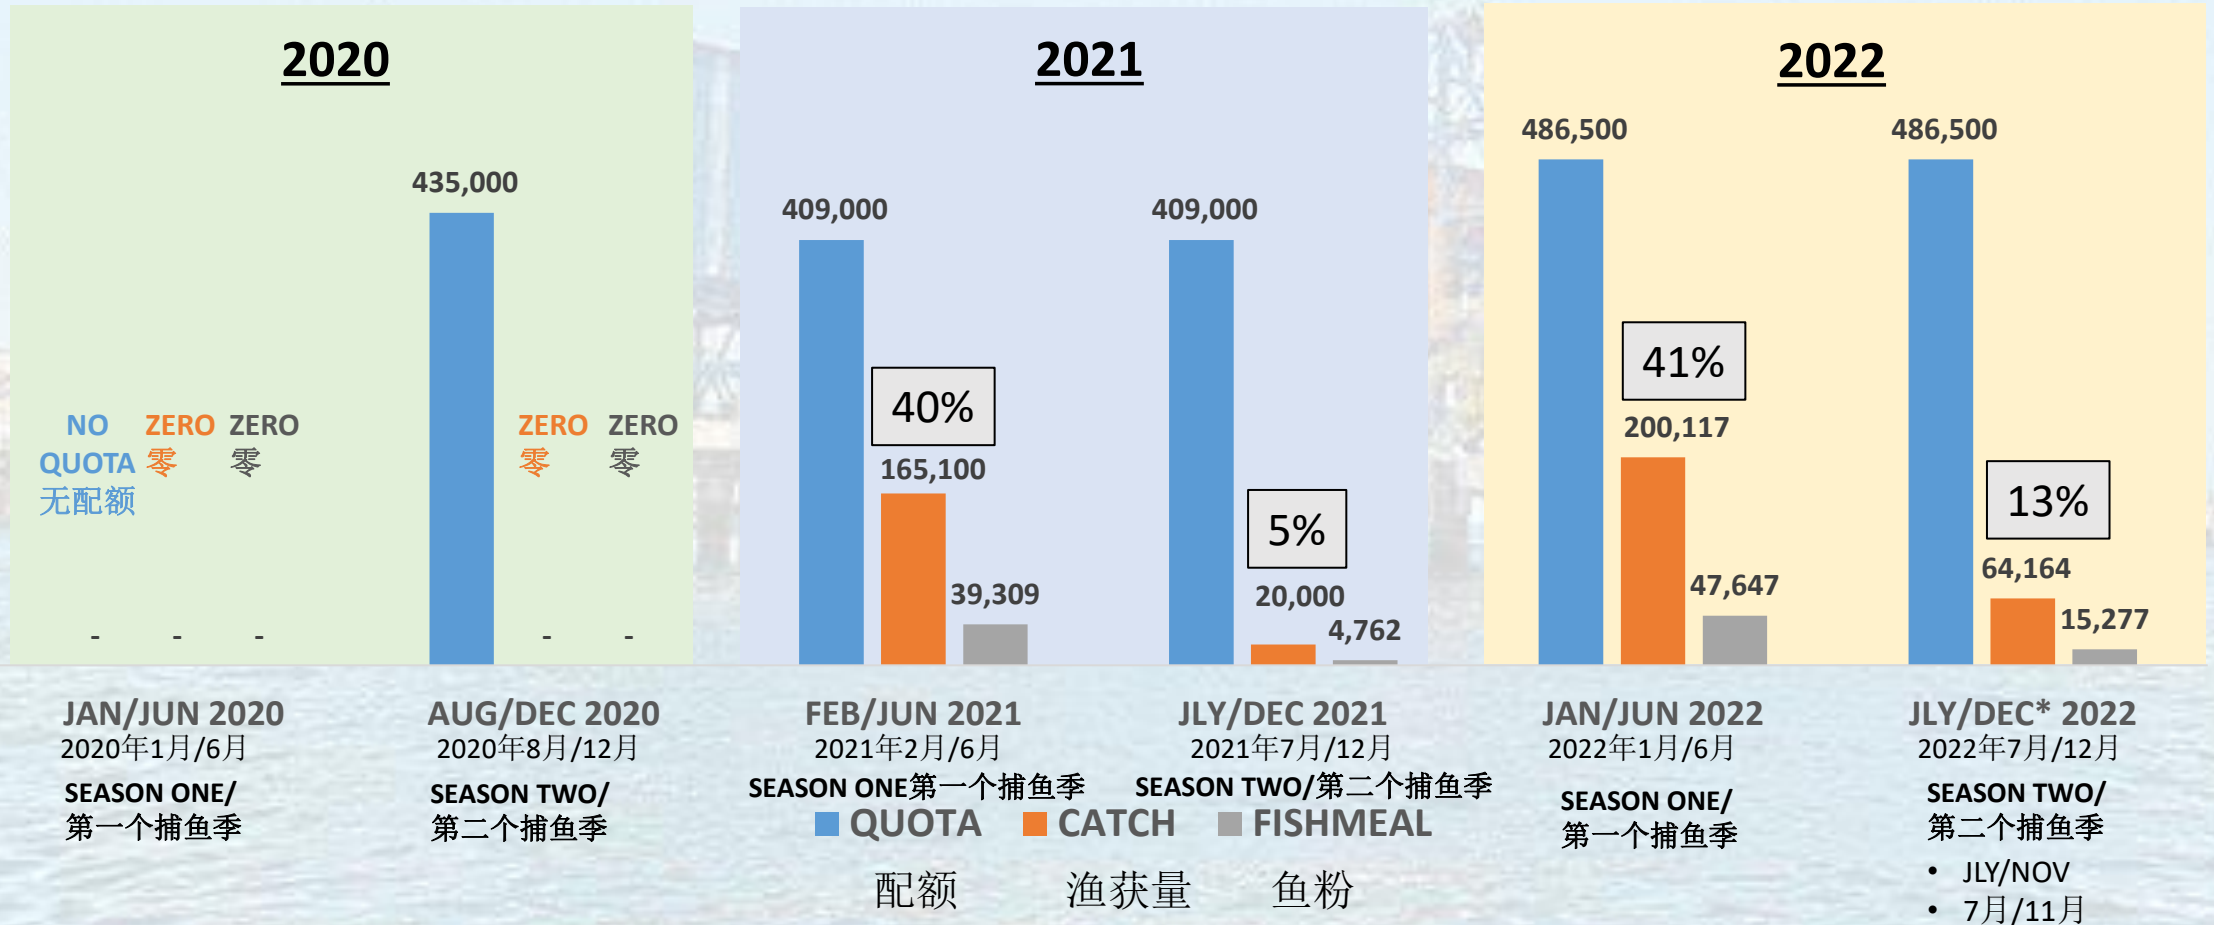 2020
2021
2022
435,000
409,000
409,000
486,500
486,500
NO
QUOTA
无配额
ZERO
零
ZERO
零
ZERO
零
ZERO
零
40%
165,100
39,309
5%
20,000
4,762
41%
200,117
47,647
13%
64,164
15,277
- - - - -
JAN/JUN 2020
2020年1月/6月
SEASON ONE/
第一个捕鱼季
AUG/DEC 2020
2020年8月/12月
SEASON TWO/
第二个捕鱼季
FEB/JUN 2021
2021年2月/6月
SEASON ONE第一个捕鱼季
JLY/DEC 2021
2021年7月/12月
SEASON TWO/第二个捕鱼季
JAN/JUN 2022
2022年1月/6月
SEASON ONE/
第一个捕鱼季
JLY/DEC* 2022
2022年7月/12月
SEASON TWO/
第二个捕鱼季
• JLY/NOV
• 7月/11月
QUOTA CATCH FISHMEAL
配额 渔获量 鱼粉